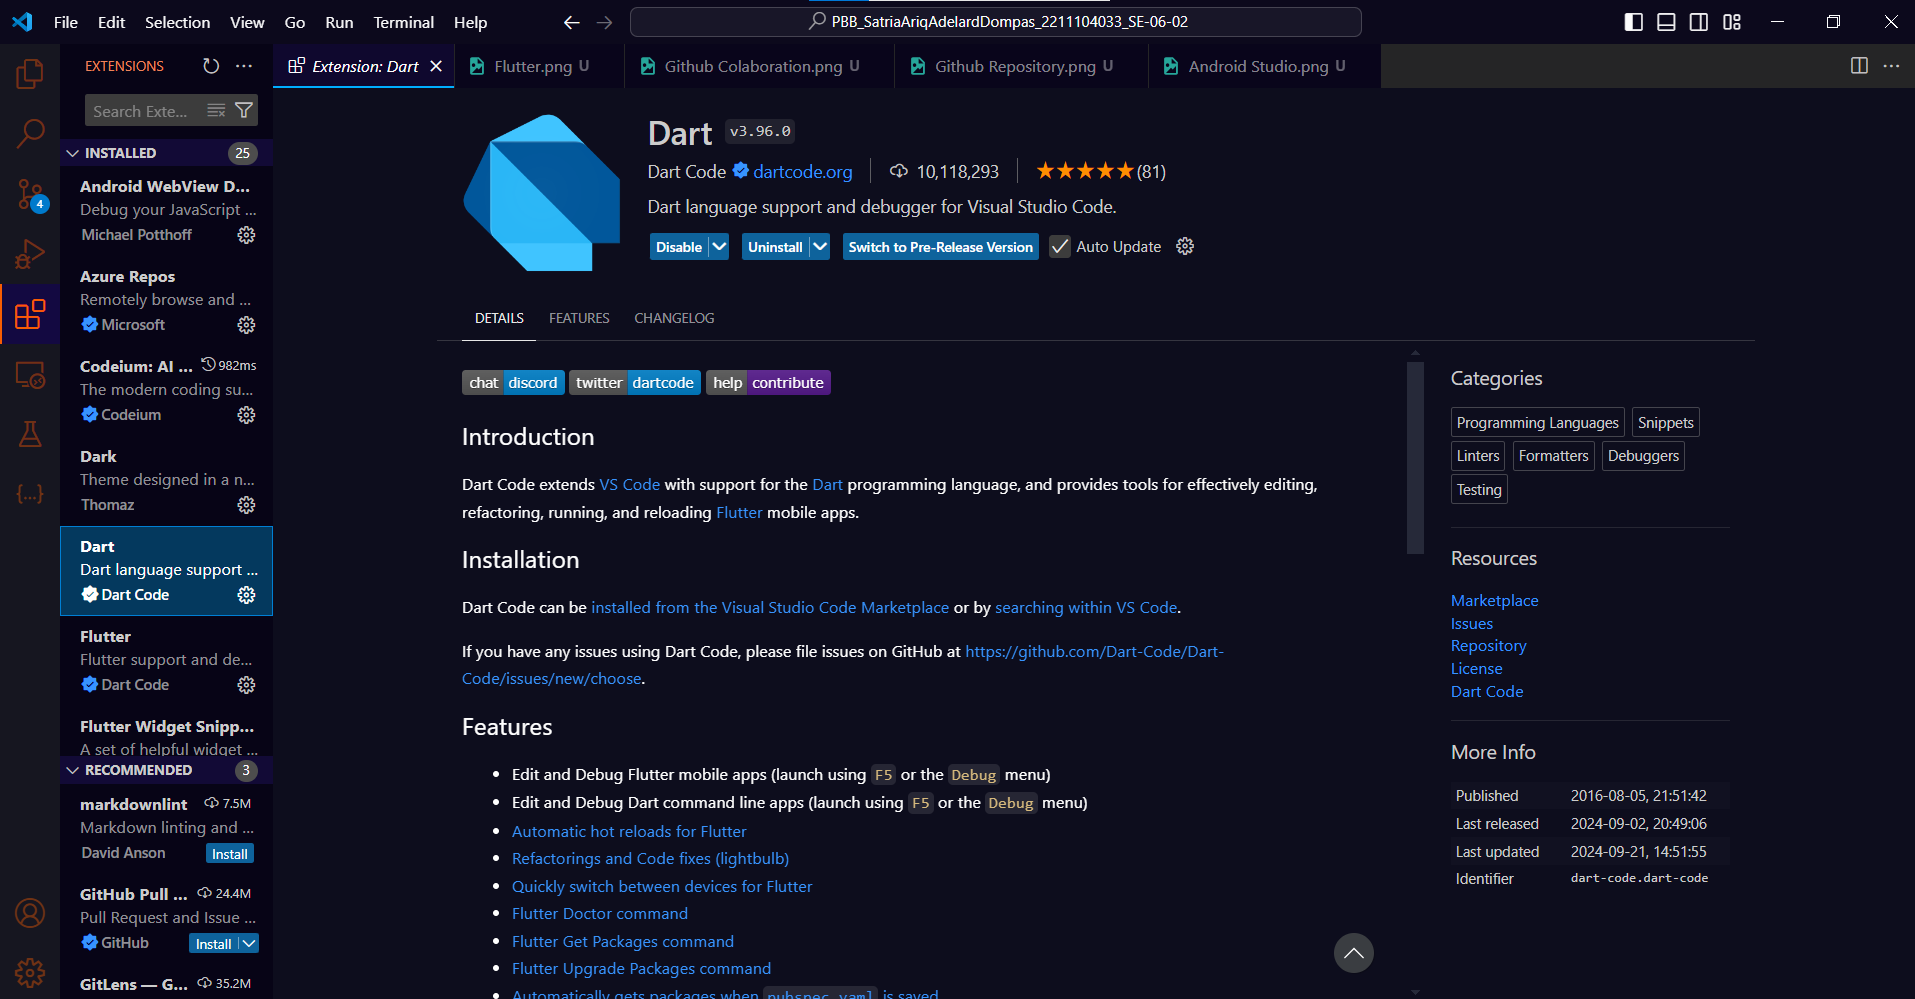 File Edit Selection View Go Run Terminal Help
PBB_SatriaAriqAdelardDompas_2211104033_SE-06-02
EXTENSIONS
Extension: Dart
Flutter.png U
Github Colaboration.png U
Github Repository.png U
Android Studio.png U
Search Exte...
INSTALLED 25
Android WebView D...
Debug your JavaScript ...
Michael Potthoff
Azure Repos
Remotely browse and ...
Microsoft
Codeium: AI ... 982ms
The modern coding su...
Codeium
Dark
Theme designed in a n...
Thomaz
Dart
Dart language support ...
Dart Code
Flutter
Flutter support and de...
Dart Code
Flutter Widget Snipp...
A set of helpful widget ...
RECOMMENDED 3
markdownlint 7.5M
Markdown linting and ...
David Anson Install
GitHub Pull ... 24.4M
Pull Request and Issue ...
GitHub Install
GitLens — G... 35.2M
4
{...}
Dart v3.96.0
Dart Code dartcode.org 10,118,293 ★★★★★(81)
Dart language support and debugger for Visual Studio Code.
Disable Uninstall Switch to Pre-Release Version Auto Update
DETAILS FEATURES CHANGELOG
chat discord twitter dartcode help contribute
Introduction
Dart Code extends VS Code with support for the Dart programming language, and provides tools for effectively editing,
refactoring, running, and reloading Flutter mobile apps.
Installation
Dart Code can be installed from the Visual Studio Code Marketplace or by searching within VS Code.
If you have any issues using Dart Code, please file issues on GitHub at https://github.com/Dart-Code/Dart-
Code/issues/new/choose.
Features
• Edit and Debug Flutter mobile apps (launch using F5 or the Debug menu)
• Edit and Debug Dart command line apps (launch using F5 or the Debug menu)
• Automatic hot reloads for Flutter
• Refactorings and Code fixes (lightbulb)
• Quickly switch between devices for Flutter
• Flutter Doctor command
• Flutter Get Packages command
• Flutter Upgrade Packages command
• Automatically gets packages when pubspec.yaml is saved
Categories
Programming Languages Snippets
Linters Formatters Debuggers
Testing
Resources
Marketplace
Issues
Repository
License
Dart Code
More Info
Published 2016-08-05, 21:51:42
Last released 2024-09-02, 20:49:06
Last updated 2024-09-21, 14:51:55
Identifier dart-code.dart-code